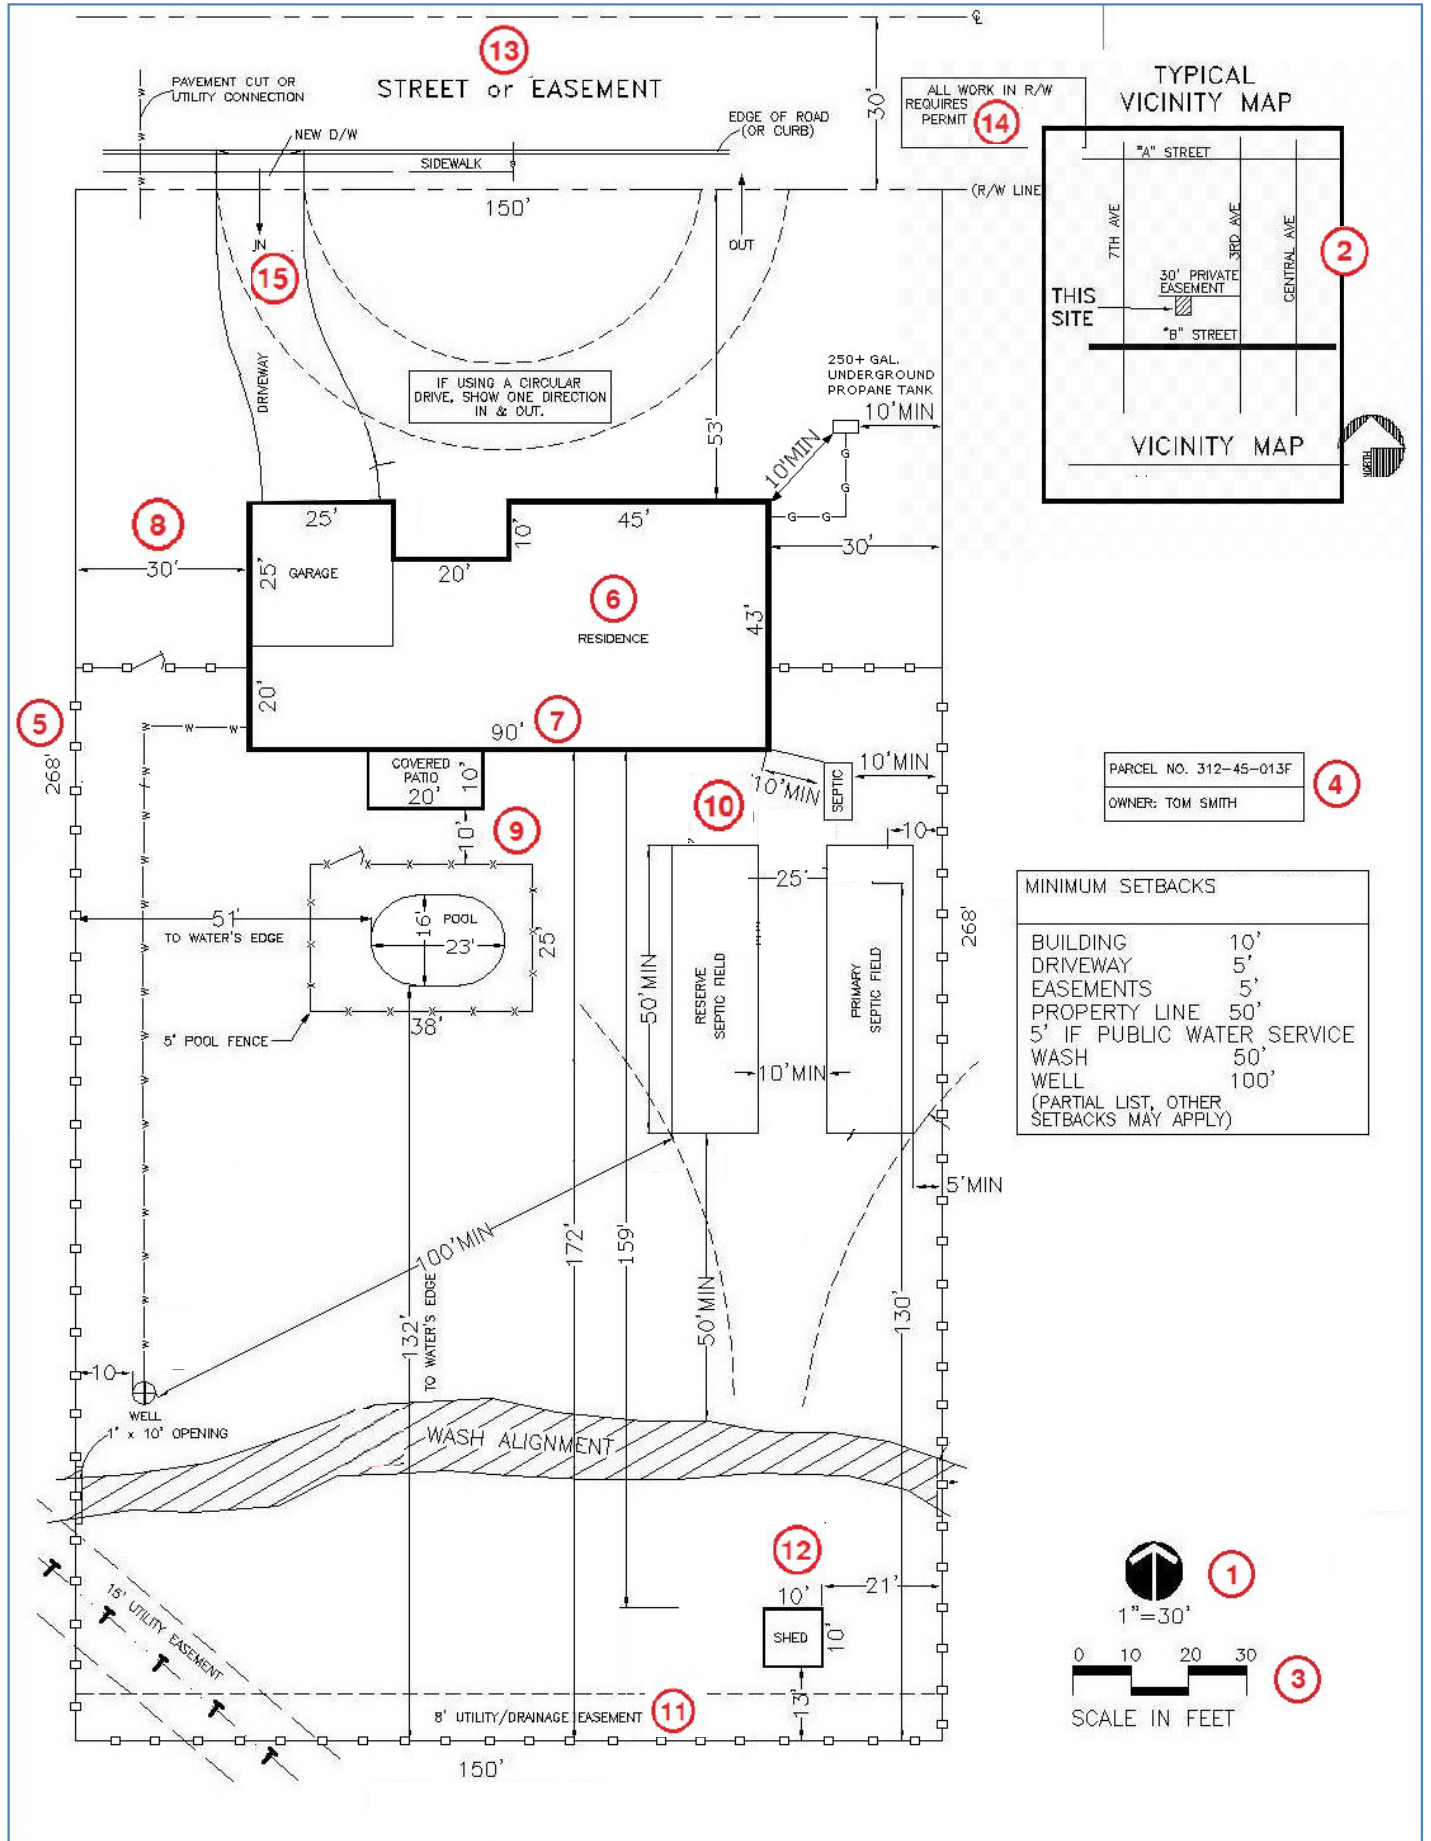 ℄
13
STREET or EASEMENT
PAVEMENT CUT OR
UTILITY CONNECTION
NEW D/W
EDGE OF ROAD
(OR CURB)
SIDEWALK
30'
ALL WORK IN R/W
REQUIRES
PERMIT
14
(R/W LINE
150'
IN
15
OUT
TYPICAL
VICINITY MAP
"A" STREET
7TH AVE
3RD AVE
CENTRAL AVE
2
30' PRIVATE
EASEMENT
THIS
SITE
"B" STREET
VICINITY MAP
NORTH
DRIVEWAY
IF USING A CIRCULAR
DRIVE, SHOW ONE DIRECTION
IN & OUT.
53'
250+ GAL.
UNDERGROUND
PROPANE TANK
10'MIN
10'MIN
G
G
G
G
8
30'
25'
25'
GARAGE
20'
10'
45'
6
RESIDENCE
43'
30'
5
268'
20'
90'
7
W
W
W
COVERED
PATIO
20'
10'
10'
9
10'MIN
SEPTIC
10'MIN
10
PARCEL NO. 312-45-013F
OWNER: TOM SMITH
4
51'
TO WATER'S EDGE
16'
POOL
23'
25'
38'
5' POOL FENCE
50'MIN
RESERVE
SEPTIC FIELD
25'
10'MIN
PRIMARY
SEPTIC FIELD
10
268'
5'MIN
MINIMUM SETBACKS
BUILDING 10'
DRIVEWAY 5'
EASEMENTS 5'
PROPERTY LINE 50'
5' IF PUBLIC WATER SERVICE
WASH 50'
WELL 100'
(PARTIAL LIST, OTHER
SETBACKS MAY APPLY)
100'MIN
132'
TO WATER'S EDGE
172'
159'
50'MIN
130'
10
WELL
1' x 10' OPENING
WASH ALIGNMENT
16' UTILITY EASEMENT
12
10'
21'
SHED
10'
13'
8' UTILITY/DRAINAGE EASEMENT
11
150'
1
1"=30'
0 10 20 30
3
SCALE IN FEET